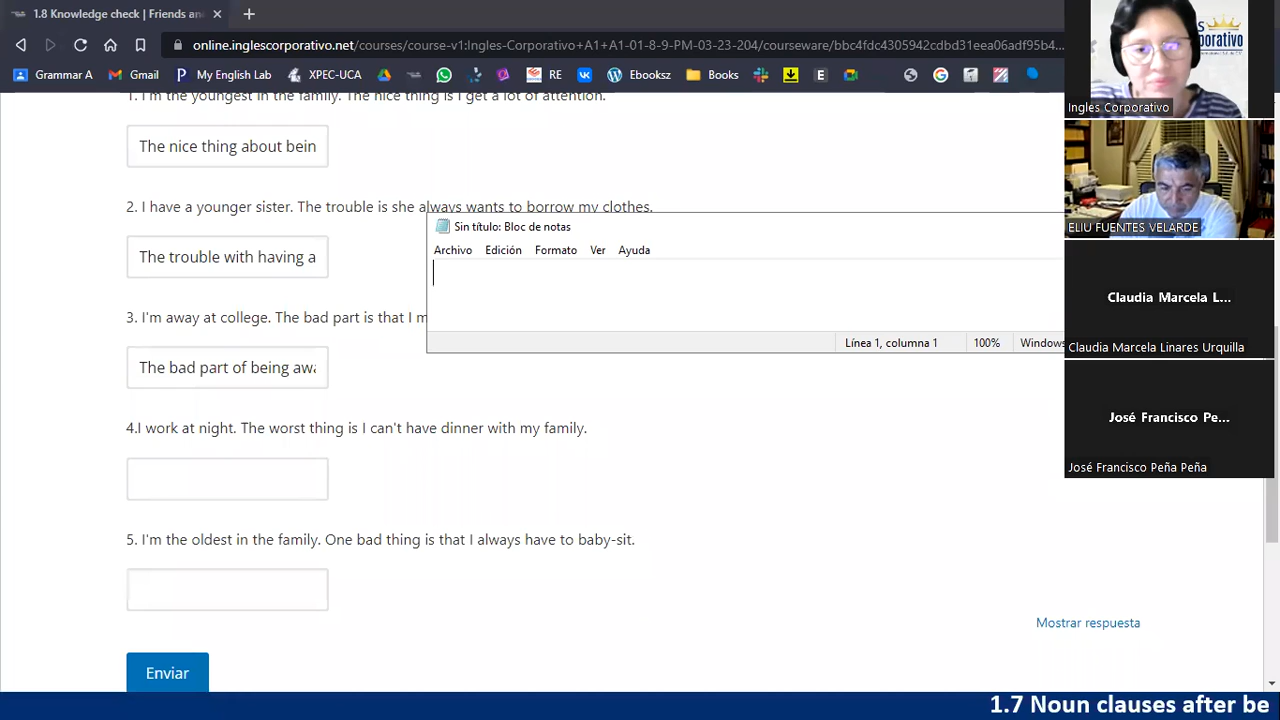 1.8 Knowledge check | Friends an
online.inglescorporativo.net/courses/course-v1:Ingles-Corporativo+A1+A1-01-8-9-PM-03-23-204/courseware/bbc4fdc4305942cdbd31eea06adf95b4...
Grammar A
Gmail
My English Lab
XPEC-UCA
RE
Ebooksz
Books
1. I'm the youngest in the family. The nice thing is I get a lot of attention.
The nice thing about bein
2. I have a younger sister. The trouble is she always wants to borrow my clothes.
The trouble with having a
3. I'm away at college. The bad part is that I m
The bad part of being awa
4.I work at night. The worst thing is I can't have dinner with my family.
5. I'm the oldest in the family. One bad thing is that I always have to baby-sit.
Mostrar respuesta
Enviar
Sin título: Bloc de notas
Archivo Edición Formato Ver Ayuda
Línea 1, columna 1 100% Windows
orporativo
Ingles Corporativo
ELIU FUENTES VELARDE
Claudia Marcela L...
Claudia Marcela Linares Urquilla
José Francisco Pe...
José Francisco Peña Peña
1.7 Noun clauses after be